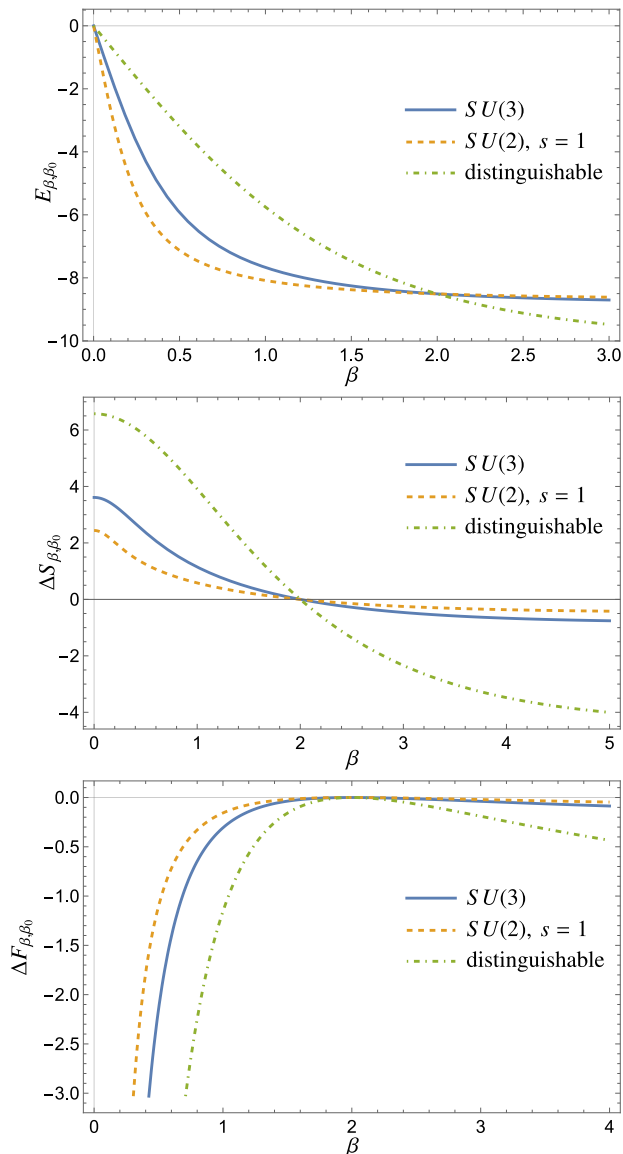 0
−2
−4
−6
−8
−10
E_{β,β₀}
SU(3)
SU(2), s = 1
distinguishable
0.0 0.5 1.0 1.5 2.0 2.5 3.0
β
6
4
2
0
−2
−4
ΔS_{β,β₀}
SU(3)
SU(2), s = 1
distinguishable
0 1 2 3 4 5
β
0.0
−0.5
−1.0
−1.5
−2.0
−2.5
−3.0
ΔF_{β,β₀}
SU(3)
SU(2), s = 1
distinguishable
0 1 2 3 4
β